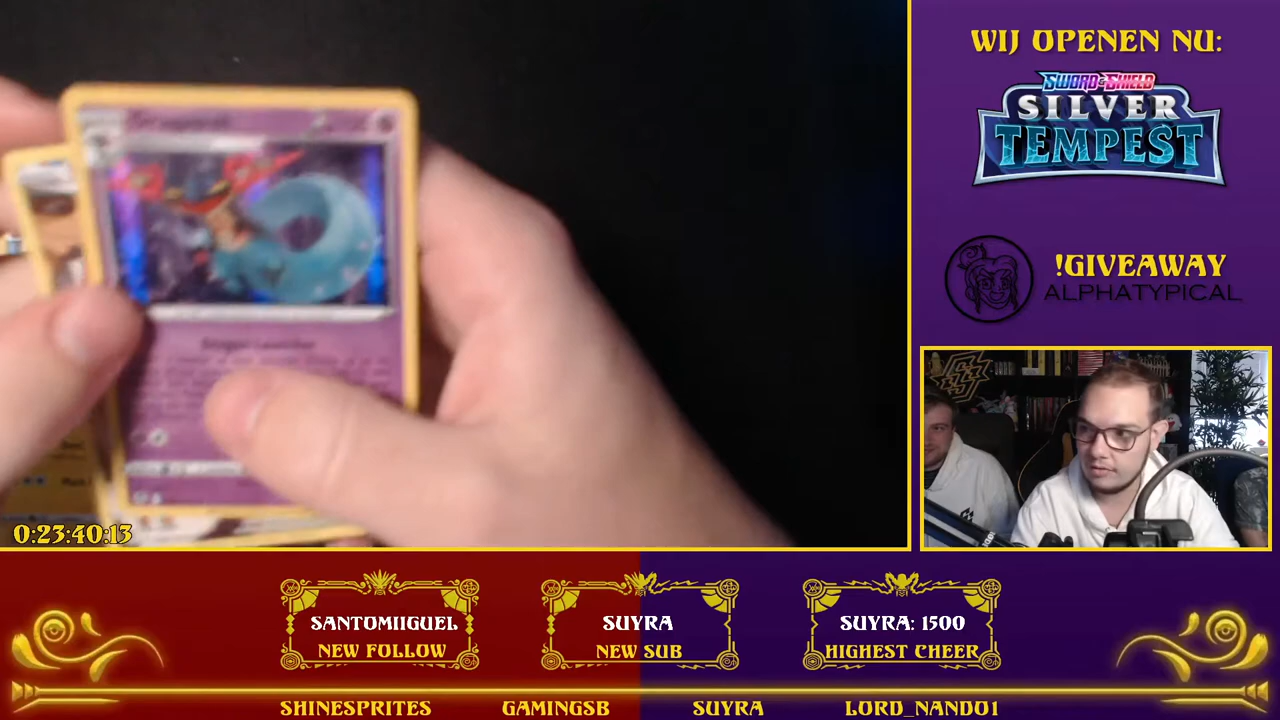 WIJ OPENEN NU:
SWORD & SHIELD
SILVER
TEMPEST
!GIVEAWAY
ALPHATYPICAL
0:23:40:13
SANTOMIIGUEL
NEW FOLLOW
SUYRA
NEW SUB
SUYRA: 1500
HIGHEST CHEER
SHINESPRITES
GAMINGSB
SUYRA
LORD_NANDO1